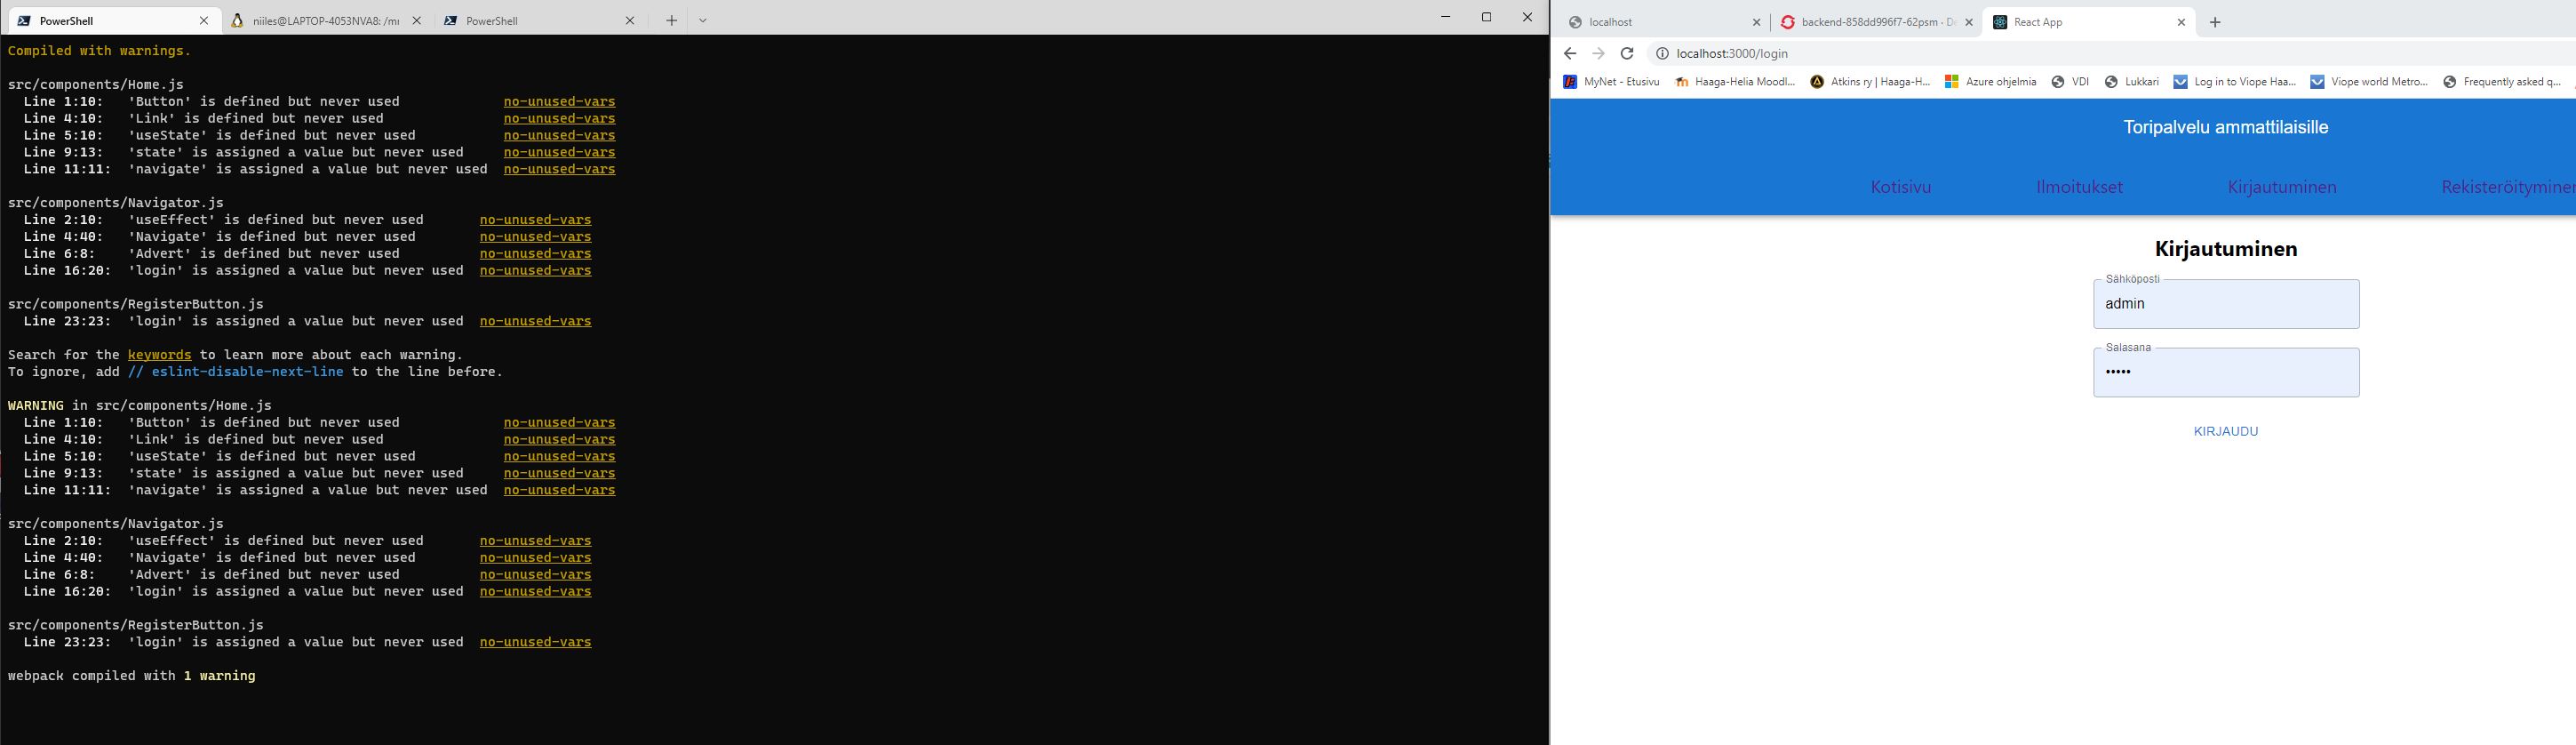 PowerShell
niiles@LAPTOP-4053NVA8: /m
PowerShell
Compiled with warnings.
src/components/Home.js
Line 1:10: 'Button' is defined but never used no-unused-vars
Line 4:10: 'Link' is defined but never used no-unused-vars
Line 5:10: 'useState' is defined but never used no-unused-vars
Line 9:13: 'state' is assigned a value but never used no-unused-vars
Line 11:11: 'navigate' is assigned a value but never used no-unused-vars
src/components/Navigator.js
Line 2:10: 'useEffect' is defined but never used no-unused-vars
Line 4:40: 'Navigate' is defined but never used no-unused-vars
Line 6:8: 'Advert' is defined but never used no-unused-vars
Line 16:20: 'login' is assigned a value but never used no-unused-vars
src/components/RegisterButton.js
Line 23:23: 'login' is assigned a value but never used no-unused-vars
Search for the keywords to learn more about each warning.
To ignore, add // eslint-disable-next-line to the line before.
WARNING in src/components/Home.js
Line 1:10: 'Button' is defined but never used no-unused-vars
Line 4:10: 'Link' is defined but never used no-unused-vars
Line 5:10: 'useState' is defined but never used no-unused-vars
Line 9:13: 'state' is assigned a value but never used no-unused-vars
Line 11:11: 'navigate' is assigned a value but never used no-unused-vars
src/components/Navigator.js
Line 2:10: 'useEffect' is defined but never used no-unused-vars
Line 4:40: 'Navigate' is defined but never used no-unused-vars
Line 6:8: 'Advert' is defined but never used no-unused-vars
Line 16:20: 'login' is assigned a value but never used no-unused-vars
src/components/RegisterButton.js
Line 23:23: 'login' is assigned a value but never used no-unused-vars
webpack compiled with 1 warning
localhost
backend-858dd996f7-62psm · De
React App
localhost:3000/login
MyNet - Etusivu
Haaga-Helia Moodl...
Atkins ry | Haaga-H...
Azure ohjelmia
VDI
Lukkari
Log in to Viope Haa...
Viope world Metro...
Frequently asked q...
Toripalvelu ammattilaisille
Kotisivu
Ilmoitukset
Kirjautuminen
Rekisteröitymine
Kirjautuminen
Sähköposti
admin
Salasana
•••••
KIRJAUDU